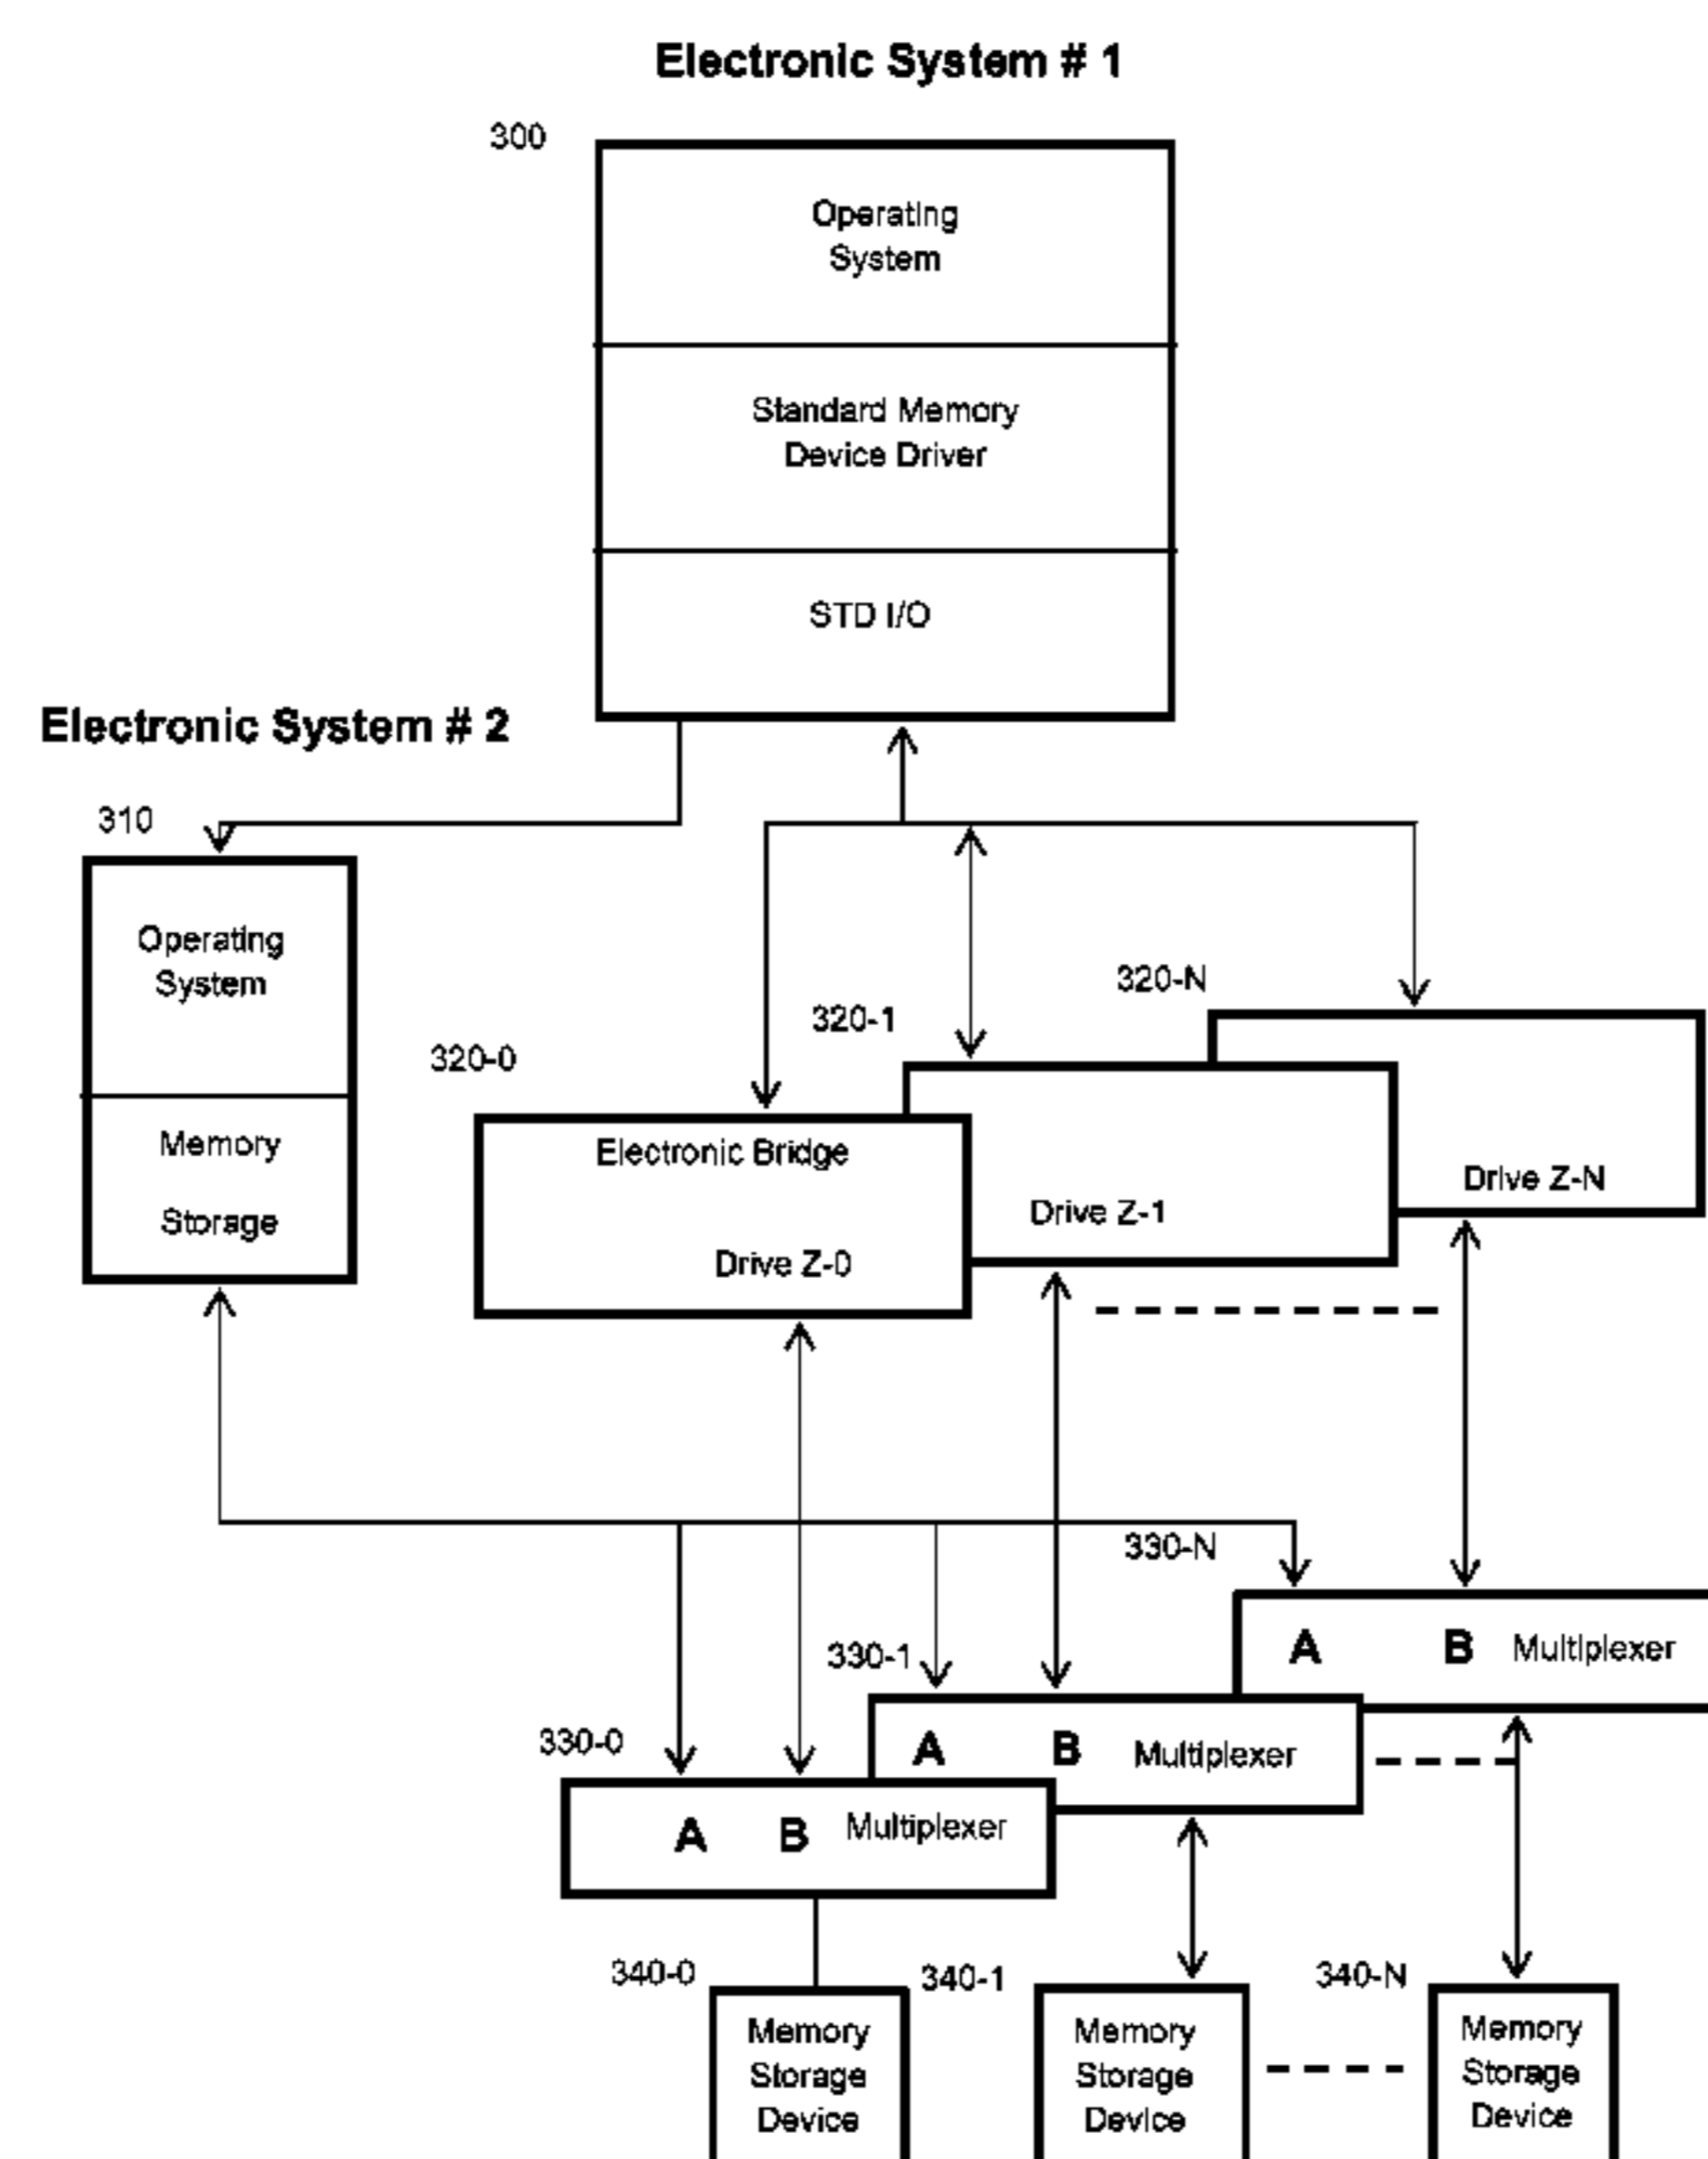 Electronic System # 1
300
Operating
System
Standard Memory
Device Driver
STD I/O
Electronic System # 2
310
Operating
System
Memory
Storage
320-0
320-1
320-N
Electronic Bridge
Drive Z-0
Drive Z-1
Drive Z-N
330-N
A B Multiplexer
330-1
A B Multiplexer
330-0
A B Multiplexer
340-0
Memory
Storage
Device
340-1
Memory
Storage
Device
340-N
Memory
Storage
Device